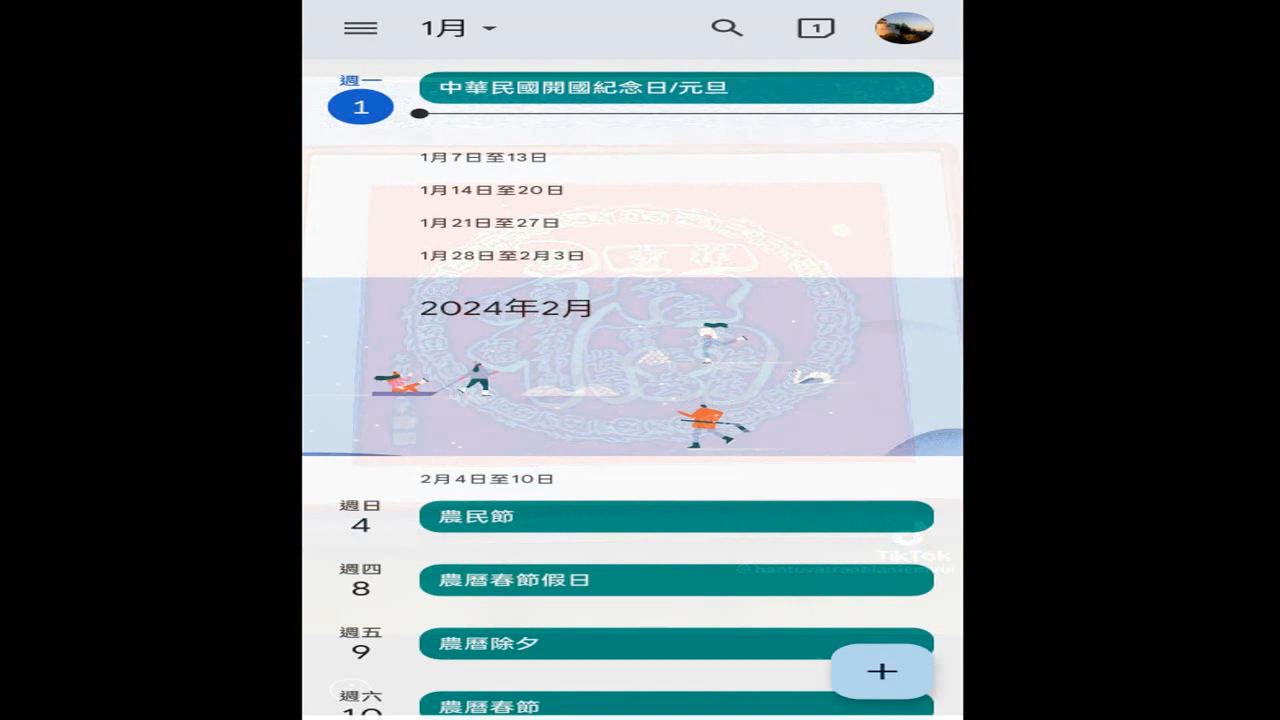 1月
1
週一
1
中華民國開國紀念日/元旦
1月7日至13日
1月14日至20日
1月21日至27日
1月28日至2月3日
2024年2月
2月4日至10日
週日
4
農民節
TikTok
週四
8
農曆春節假日
週五
9
農曆除夕
週六
10
農曆春節